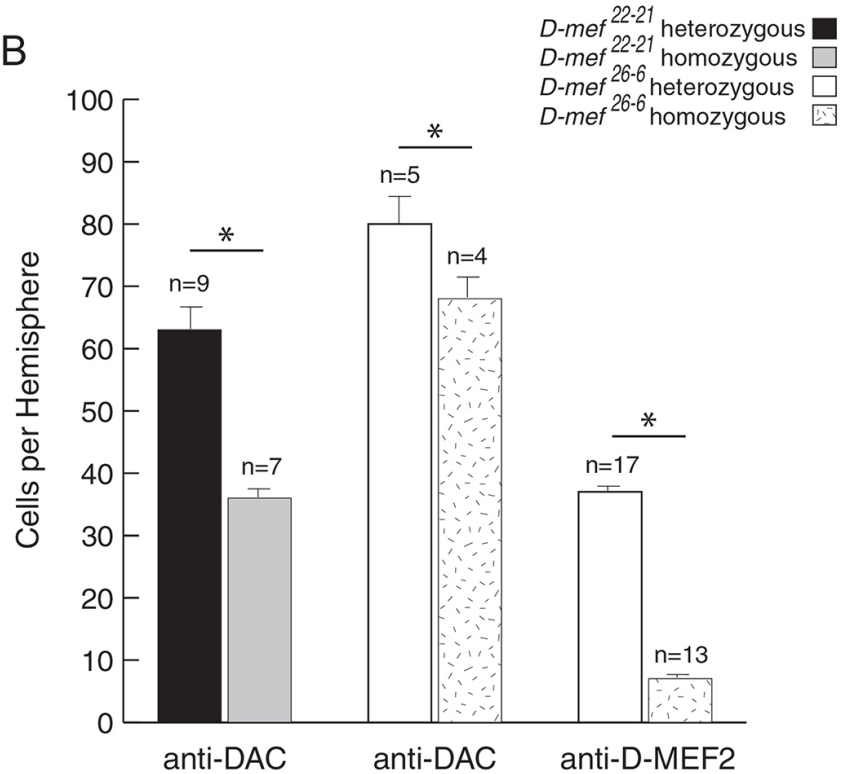 B
D-mef 22-21 heterozygous
D-mef 22-21 homozygous
D-mef 26-6 heterozygous
D-mef 26-6 homozygous
100
90
80
70
60
50
40
30
20
10
0
Cells per Hemisphere
*
n=9
n=7
*
n=5
n=4
*
n=17
n=13
anti-DAC
anti-DAC
anti-D-MEF2